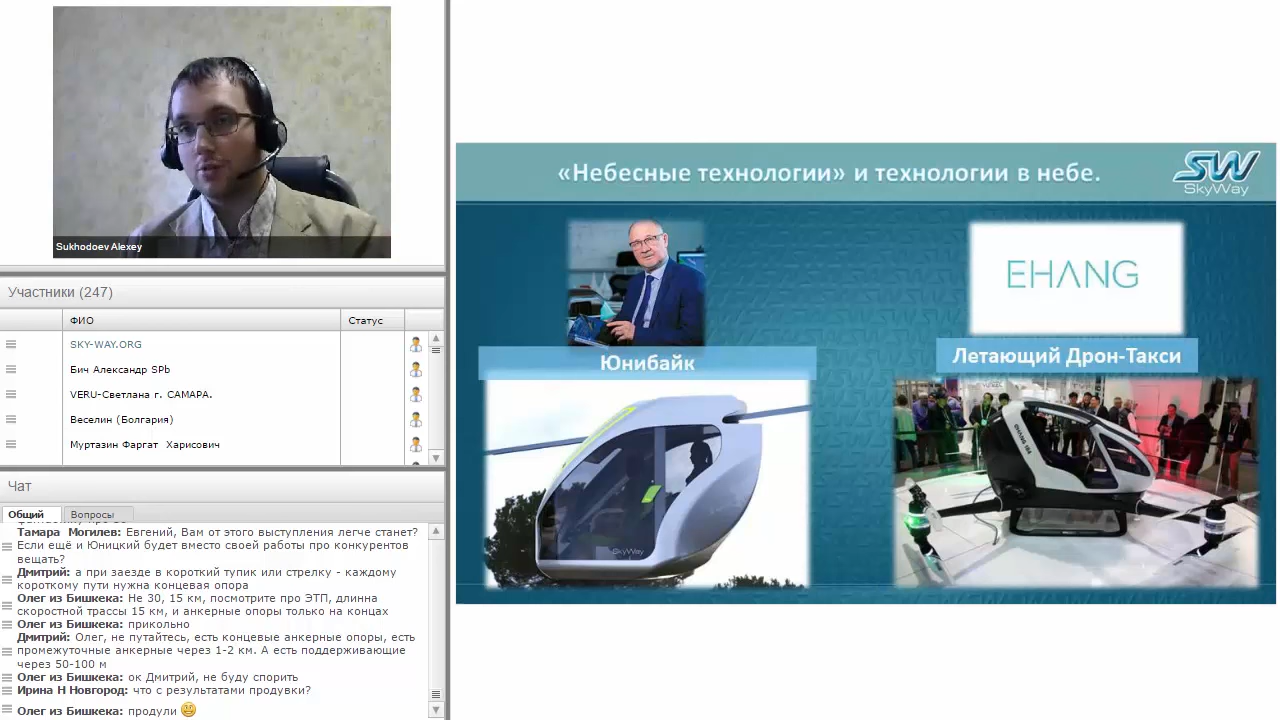 Sukhodoev Alexey
Участники (247)
ФИО
Статус
SKY-WAY.ORG
Бич Александр SPb
VERU-Светлана г. САМАРА.
Веселин (Болгария)
Муртазин Фаргат Харисович
Чат
Общий
Вопросы
Тамара Могилев: Евгений, Вам от этого выступления легче станет?
Если ещё и Юницкий будет вместо своей работы про конкурентов
вещать?
Дмитрий: а при заезде в короткий тупик или стрелку - каждому
короткому пути нужна концевая опора
Олег из Бишкека: Не 30, 15 км, посмотрите про ЭТП, длинна
скоростной трассы 15 км, и анкерные опоры только на концах
Олег из Бишкека: прикольно
Дмитрий: Олег, не путайтесь, есть концевые анкерные опоры, есть
промежуточные анкерные через 1-2 км. А есть поддерживающие
через 50-100 м
Олег из Бишкека: ок Дмитрий, не буду спорить
Ирина Н Новгород: что с результатами продувки?
Олег из Бишкека: продули
«Небесные технологии» и технологии в небе.
SW
SkyWay
EHANG
Юнибайк
Летающий Дрон-Такси
SkyWay
EHANG 184